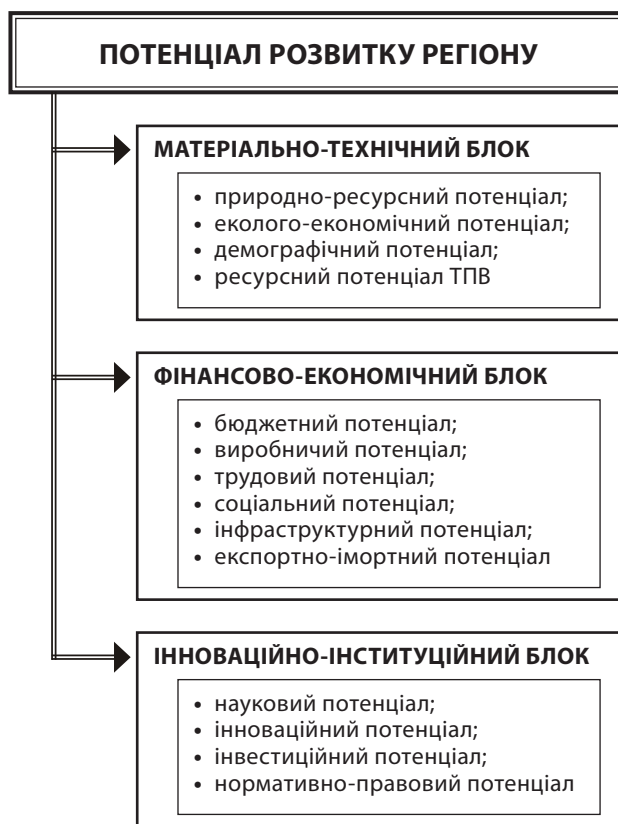 ПОТЕНЦІАЛ РОЗВИТКУ РЕГІОНУ
МАТЕРІАЛЬНО-ТЕХНІЧНИЙ БЛОК
• природно-ресурсний потенціал;
• еколого-економічний потенціал;
• демографічний потенціал;
• ресурсний потенціал ТПВ
ФІНАНСОВО-ЕКОНОМІЧНИЙ БЛОК
• бюджетний потенціал;
• виробничий потенціал;
• трудовий потенціал;
• соціальний потенціал;
• інфраструктурний потенціал;
• експортно-імортний потенціал
ІННОВАЦІЙНО-ІНСТИТУЦІЙНИЙ БЛОК
• науковий потенціал;
• інноваційний потенціал;
• інвестиційний потенціал;
• нормативно-правовий потенціал